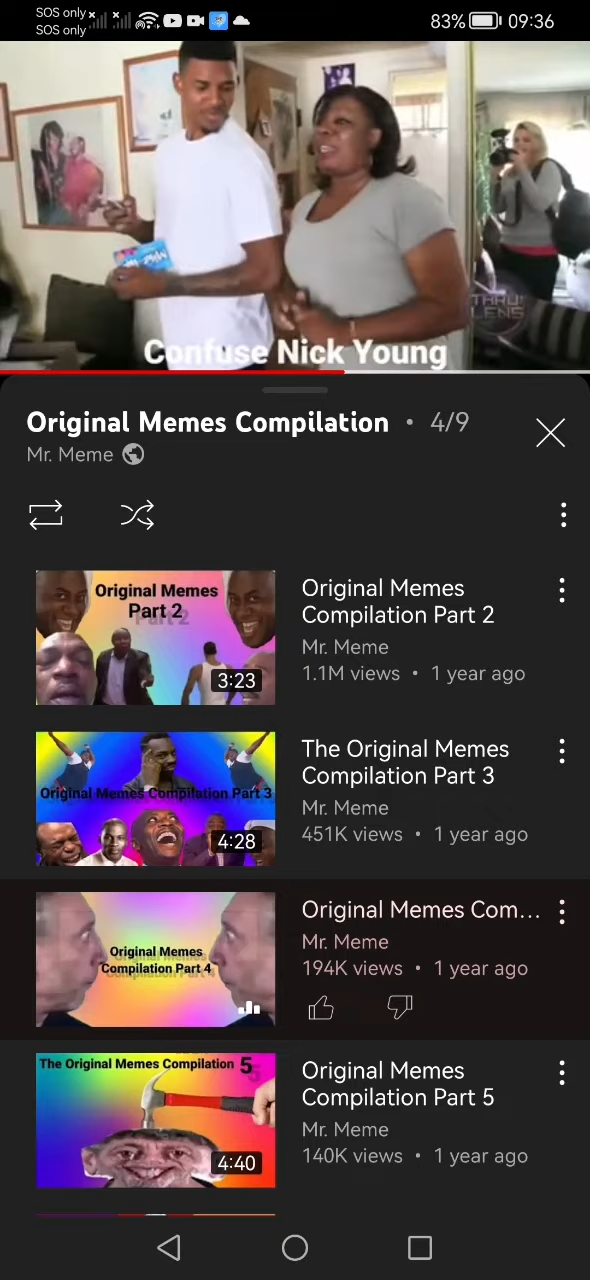 SOS only
SOS only
83%
09:36
THRU
LENS
Confuse Nick Young
Original Memes Compilation • 4/9
Mr. Meme
Original Memes
Part 2
3:23
Original Memes
Compilation Part 2
Mr. Meme
1.1M views • 1 year ago
Original Memes Compilation Part 3
4:28
The Original Memes
Compilation Part 3
Mr. Meme
451K views • 1 year ago
Original Memes
Compilation Part 4
Original Memes Com...
Mr. Meme
194K views • 1 year ago
The Original Memes Compilation 5
4:40
Original Memes
Compilation Part 5
Mr. Meme
140K views • 1 year ago